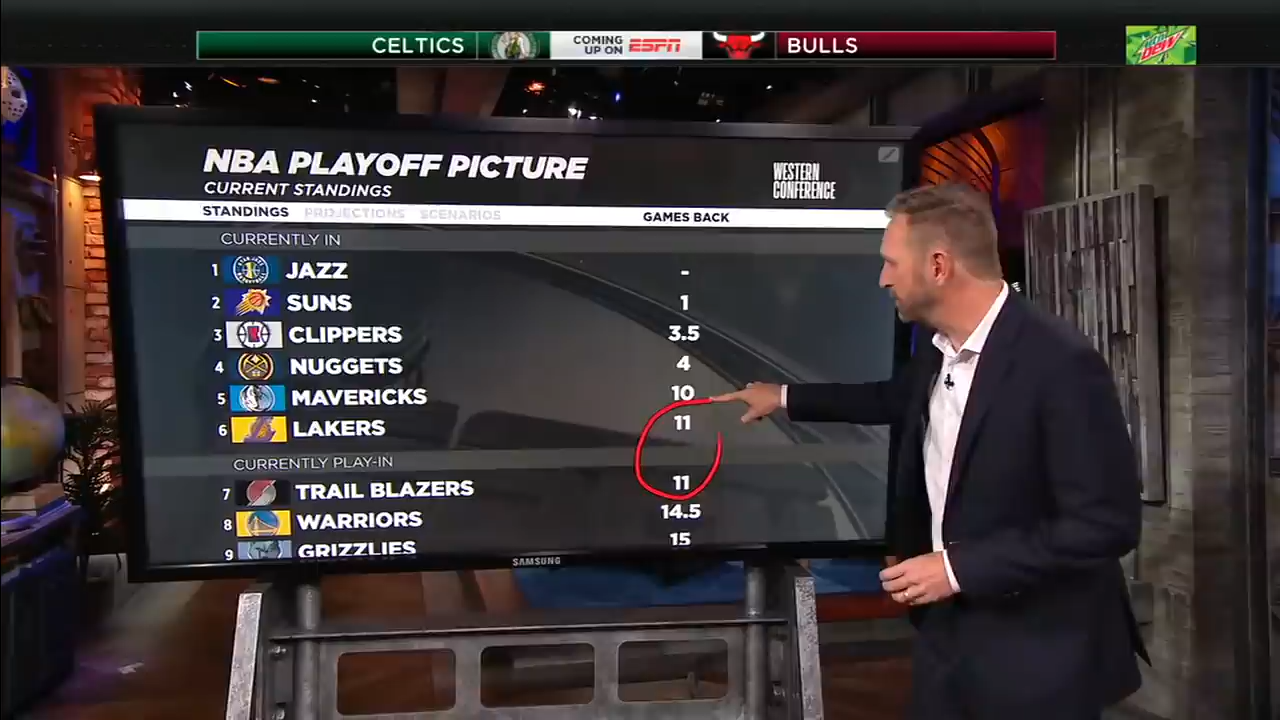 CELTICS
COMING UP ON ESPN
BULLS
mtn DEW
NBA PLAYOFF PICTURE
CURRENT STANDINGS
WESTERN
CONFERENCE
STANDINGS PROJECTIONS SCENARIOS GAMES BACK
CURRENTLY IN
1 JAZZ -
2 SUNS 1
3 CLIPPERS 3.5
4 NUGGETS 4
5 MAVERICKS 10
6 LAKERS 11
CURRENTLY PLAY-IN
7 TRAIL BLAZERS 11
8 WARRIORS 14.5
9 GRIZZLIES 15
SAMSUNG